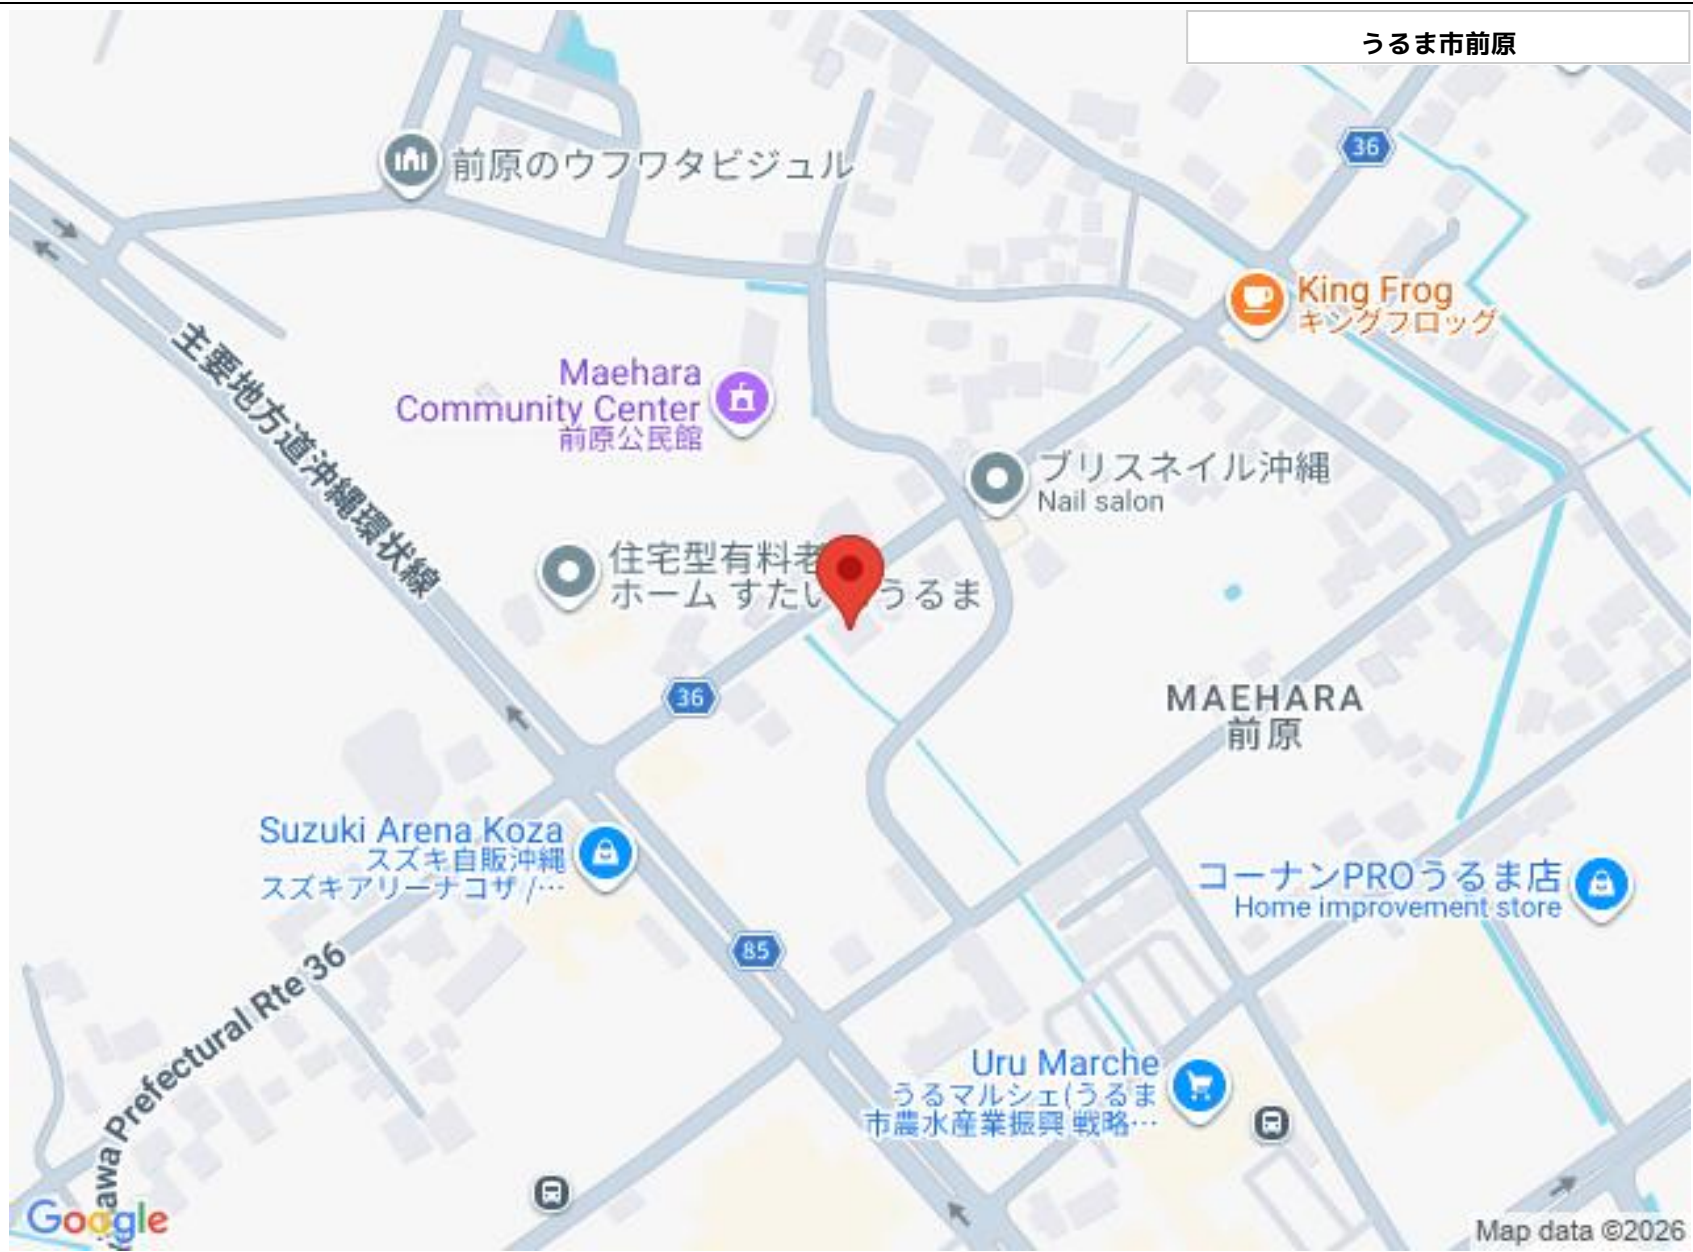 うるま市前原
36
前原のウフワタビジュル
King Frog
キングフロッグ
主要地方道沖縄環状線
Maehara
Community Center
前原公民館
ブリスネイル沖縄
Nail salon
住宅型有料老
ホーム すたい うるま
36
MAEHARA
前原
Suzuki Arena Koza
スズキ自販沖縄
スズキアリーナコザ /…
コーナンPROうるま店
Home improvement store
85
Prefectural Rte 36
Uru Marche
うるマルシェ(うるま
市農水産業振興 戦略…
Google
Map data ©2026